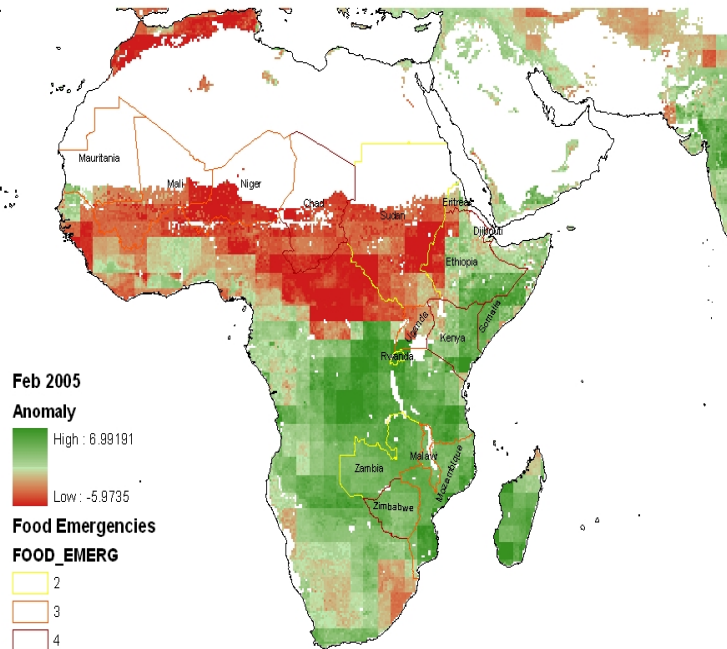 Mauritania
Mali
Niger
Chad
Sudan
Eritrea
Djibouti
Ethiopia
Somalia
Uganda
Kenya
Rwanda
Zambia
Malawi
Mozambique
Zimbabwe
Feb 2005
Anomaly
High : 6.99191
Low : -5.9735
Food Emergencies
FOOD_EMERG
2
3
4